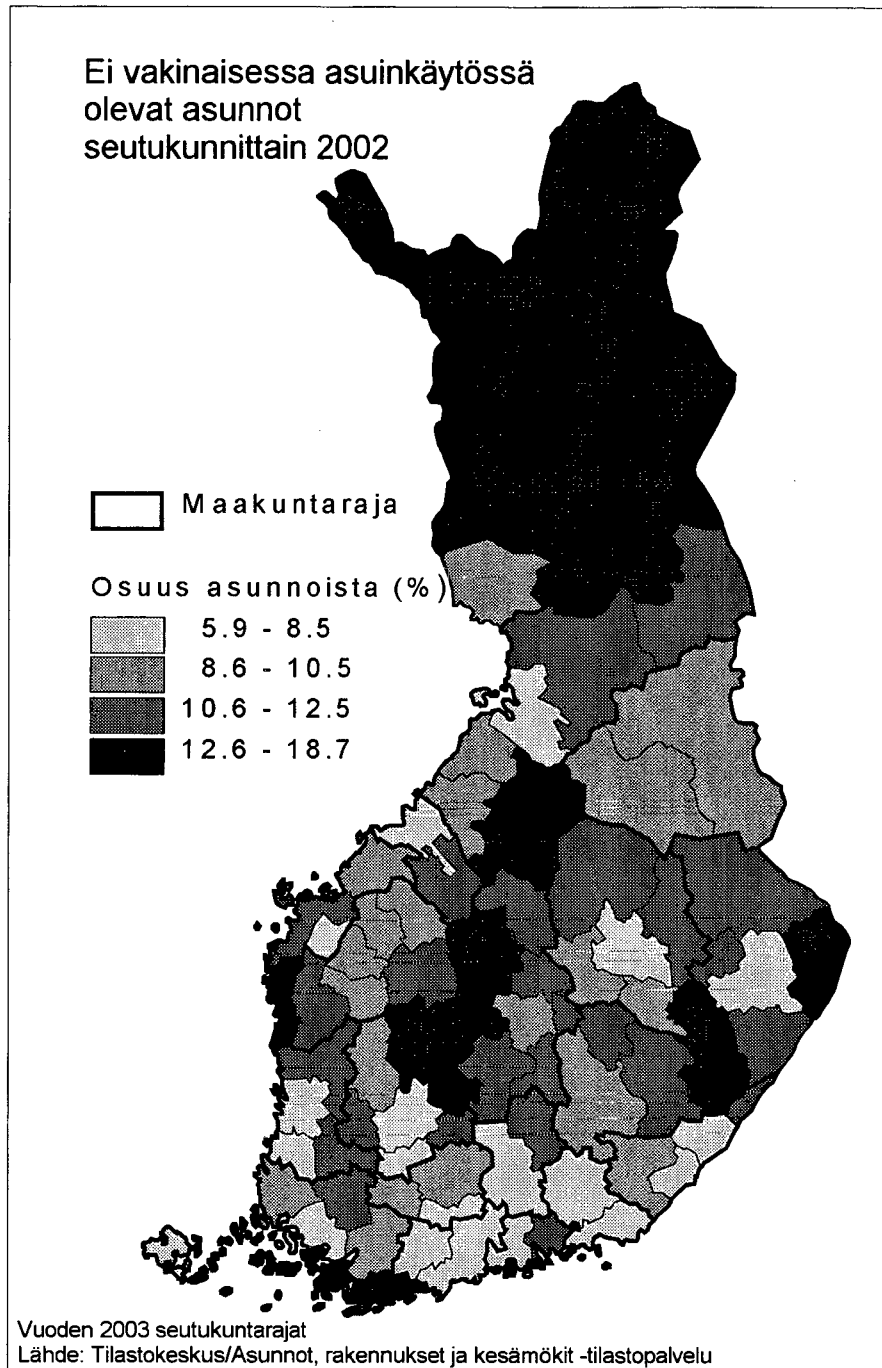 Ei vakinaisessa asuinkäytössä
olevat asunnot
seutukunnittain 2002
Maakuntaraja
Osuus asunnoista (%)
5.9 - 8.5
8.6 - 10.5
10.6 - 12.5
12.6 - 18.7
Vuoden 2003 seutukuntarajat
Lähde: Tilastokeskus/Asunnot, rakennukset ja kesämökit -tilastopalvelu